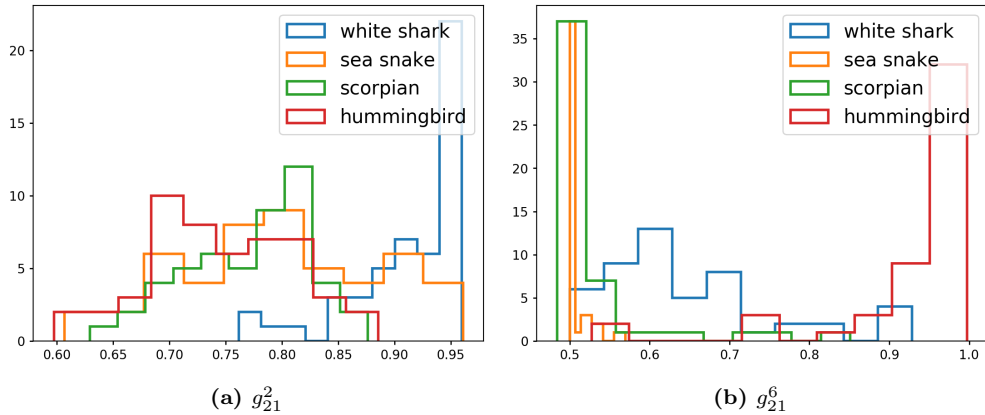 20
15
10
5
0
0.60 0.65 0.70 0.75 0.80 0.85 0.90 0.95
white shark
sea snake
scorpian
hummingbird
(a) g²₂₁
35
30
25
20
15
10
5
0
0.5 0.6 0.7 0.8 0.9 1.0
white shark
sea snake
scorpian
hummingbird
(b) g⁶₂₁